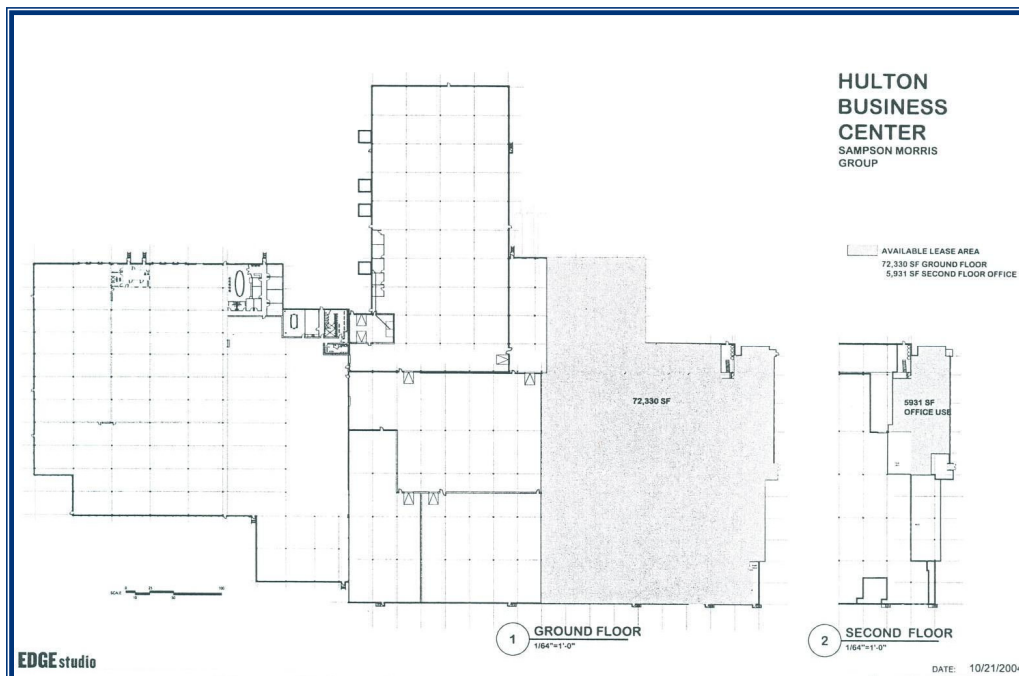 HULTON
BUSINESS
CENTER
SAMPSON MORRIS
GROUP
AVAILABLE LEASE AREA
72,330 SF GROUND FLOOR
5,931 SF SECOND FLOOR OFFICE
72,330 SF
5931 SF
OFFICE USE
SCALE
1 GROUND FLOOR
1/64"=1'-0"
2 SECOND FLOOR
1/64"=1'-0"
EDGE studio
DATE: 10/21/2004